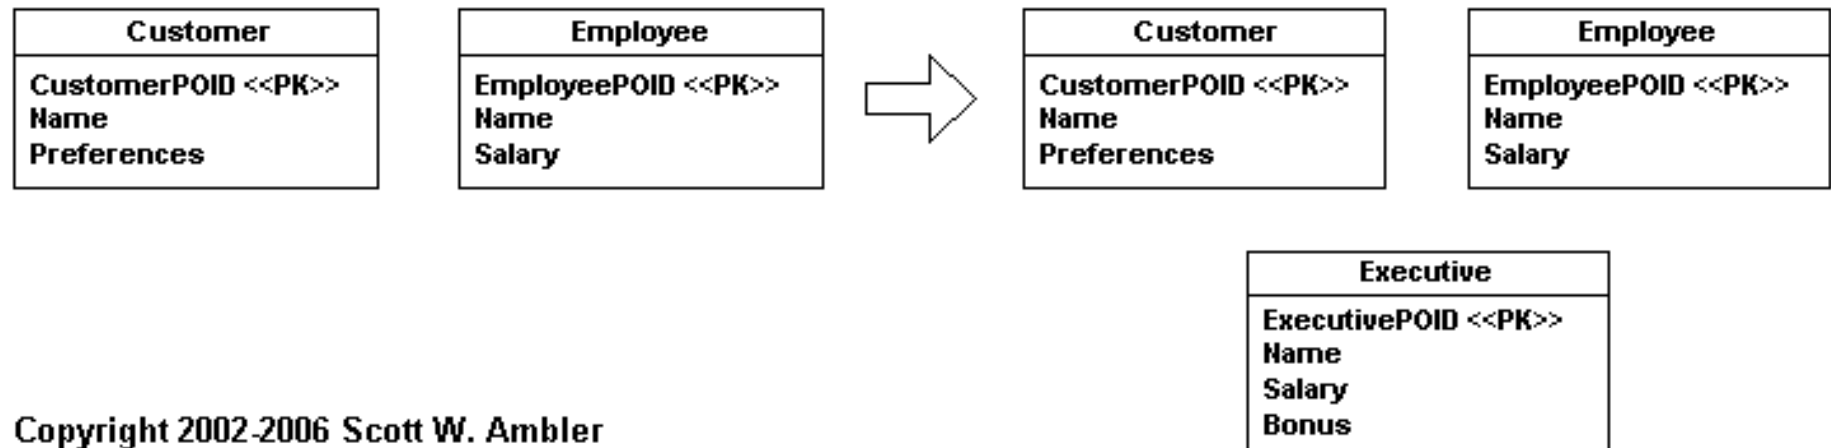 Customer
CustomerPOID <<PK>>
Name
Preferences
Employee
EmployeePOID <<PK>>
Name
Salary
Customer
CustomerPOID <<PK>>
Name
Preferences
Employee
EmployeePOID <<PK>>
Name
Salary
Executive
ExecutivePOID <<PK>>
Name
Salary
Bonus
Copyright 2002-2006 Scott W. Ambler